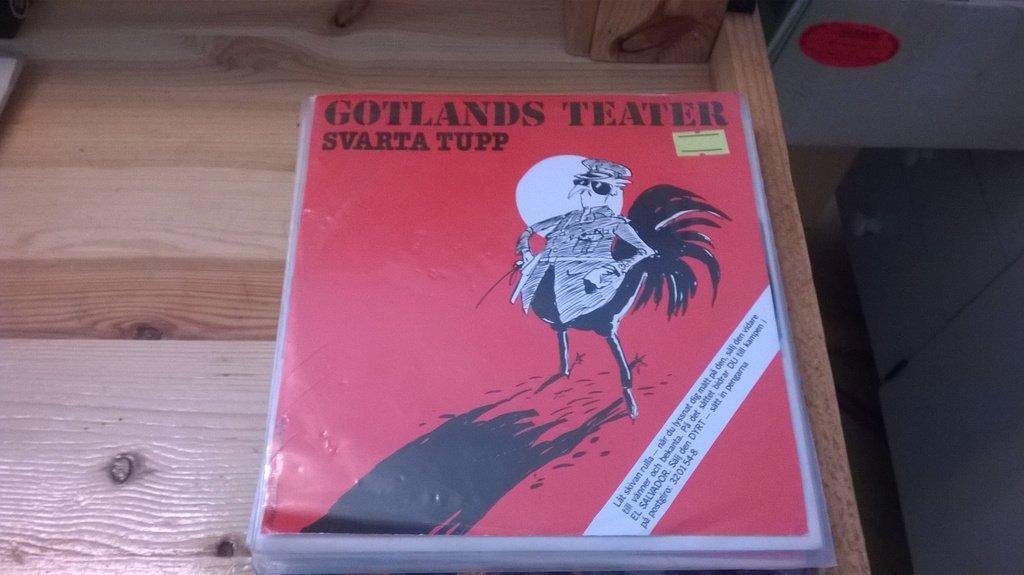 GOTLANDS TEATER
SVARTA TUPP
Låt skivan rulla – när du lyssnat dig mätt på den, sälj den vidare
till vänner och bekanta. På det sättet bidrar DU till kampen i
EL SALVADOR. Sälj den DYRT – sätt in pengarna
på postgiro: 320154-8